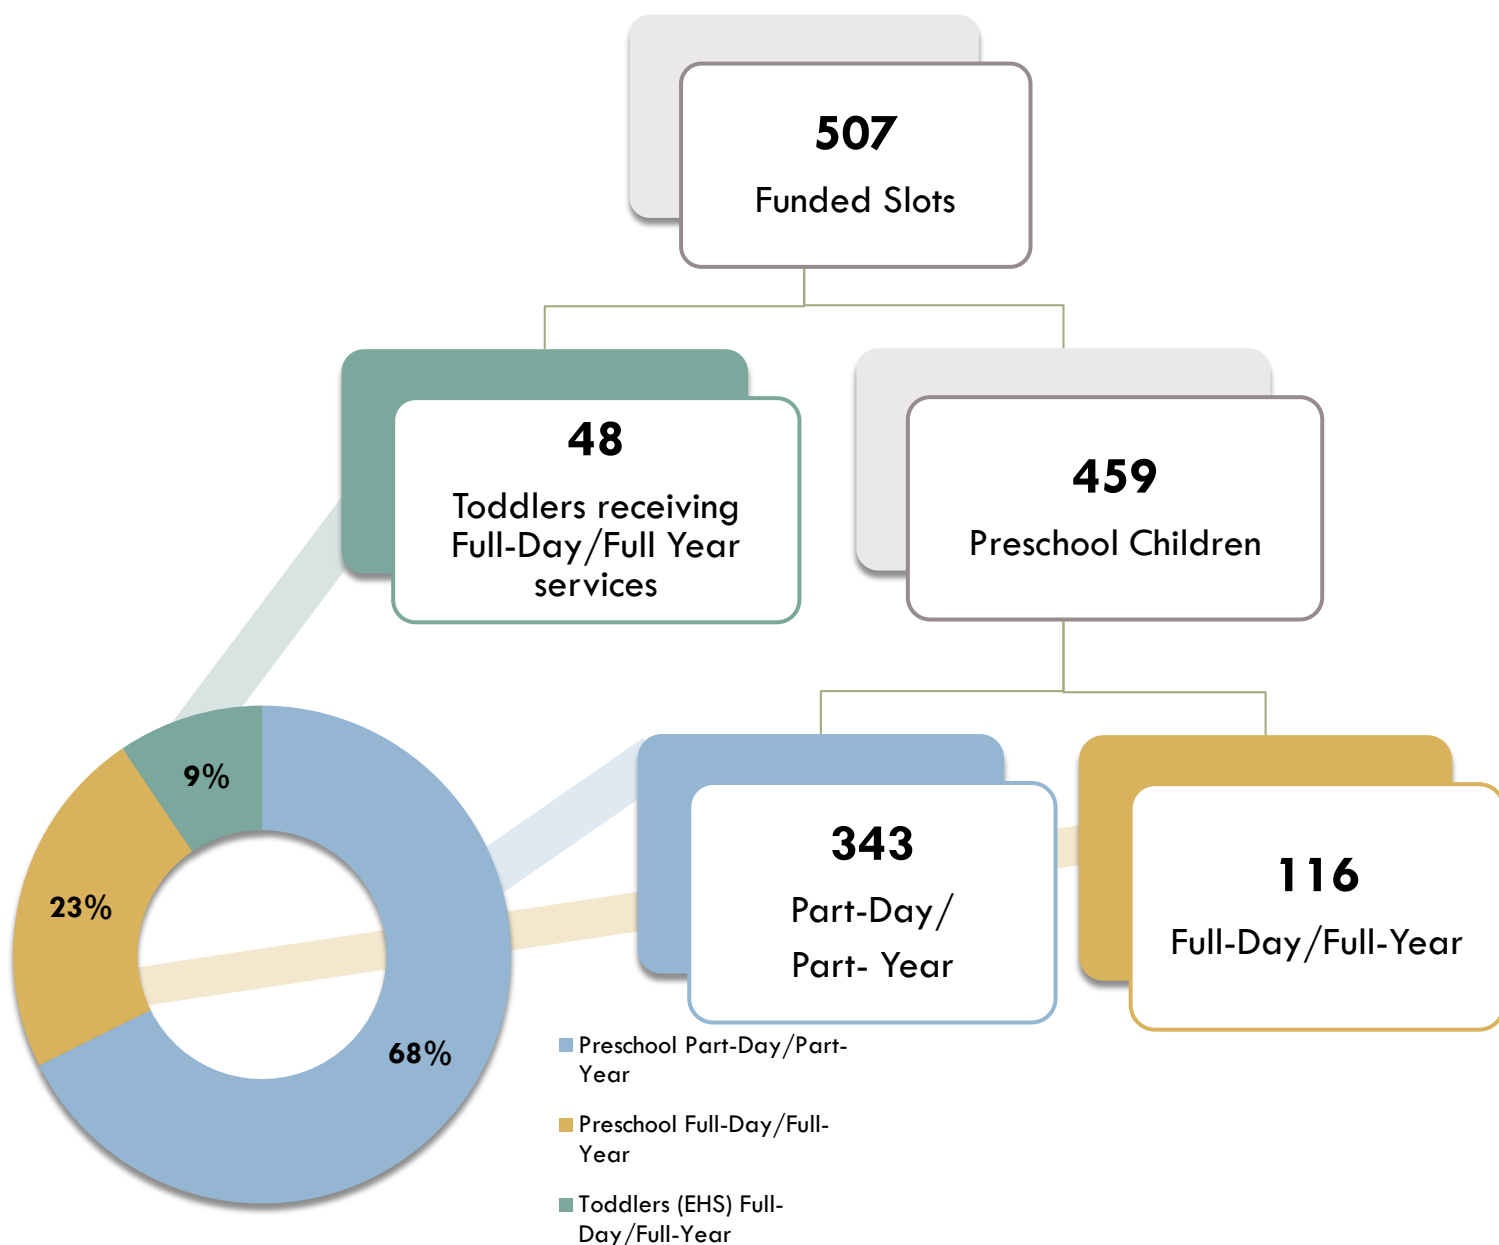 507
Funded Slots
48
Toddlers receiving
Full-Day/Full Year
services
459
Preschool Children
343
Part-Day/
Part- Year
116
Full-Day/Full-Year
9%
23%
68%
Preschool Part-Day/Part-
Year
Preschool Full-Day/Full-
Year
Toddlers (EHS) Full-
Day/Full-Year